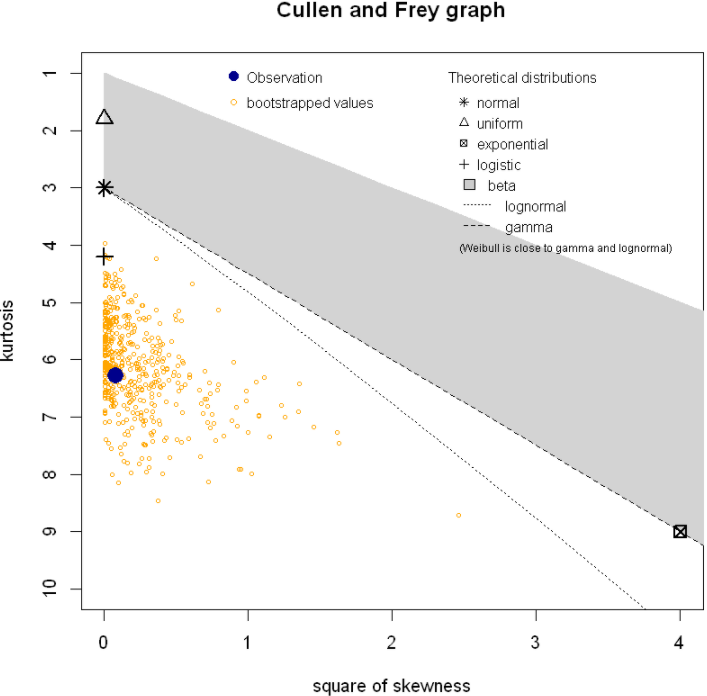 Cullen and Frey graph
Observation
bootstrapped values
Theoretical distributions
normal
uniform
exponential
logistic
beta
lognormal
gamma
(Weibull is close to gamma and lognormal)
kurtosis
1
2
3
4
5
6
7
8
9
10
0 1 2 3 4
square of skewness